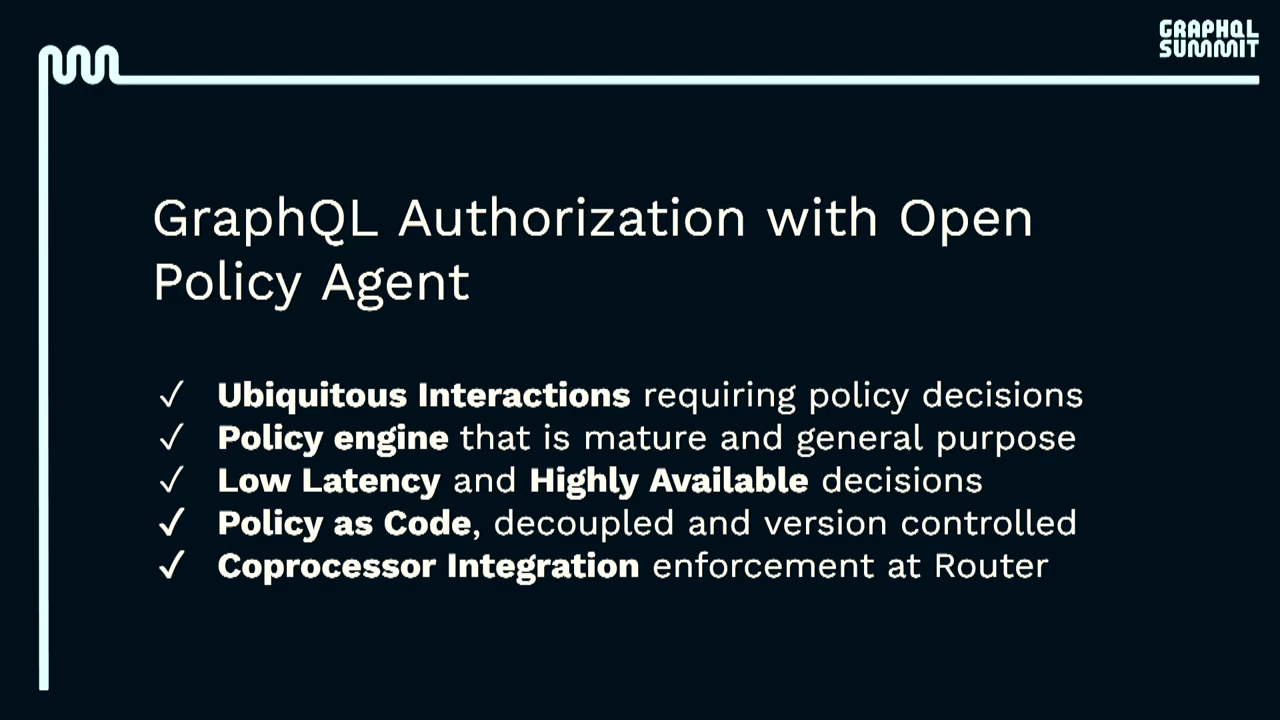 GRAPHQL
SUMMIT
GraphQL Authorization with Open
Policy Agent
✓ Ubiquitous Interactions requiring policy decisions
✓ Policy engine that is mature and general purpose
✓ Low Latency and Highly Available decisions
✓ Policy as Code, decoupled and version controlled
✓ Coprocessor Integration enforcement at Router